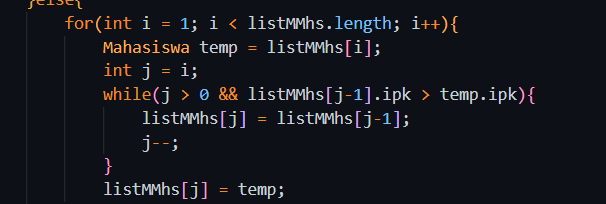 }else{
for(int i = 1; i < listMMhs.length; i++){
Mahasiswa temp = listMMhs[i];
int j = i;
while(j > 0 && listMMhs[j-1].ipk > temp.ipk){
listMMhs[j] = listMMhs[j-1];
j--;
}
listMMhs[j] = temp;